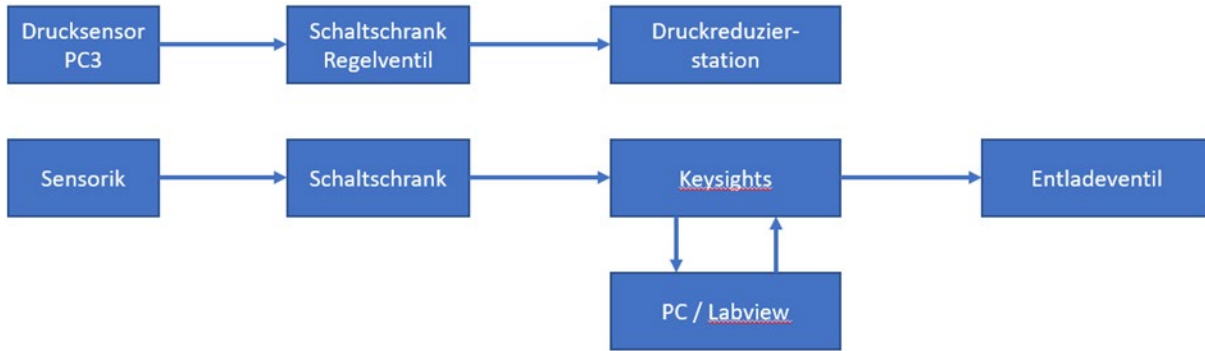 Drucksensor
PC3
Schaltschrank
Regelventil
Druckreduzier-
station
Sensorik
Schaltschrank
Keysights
Entladeventil
PC / Labview